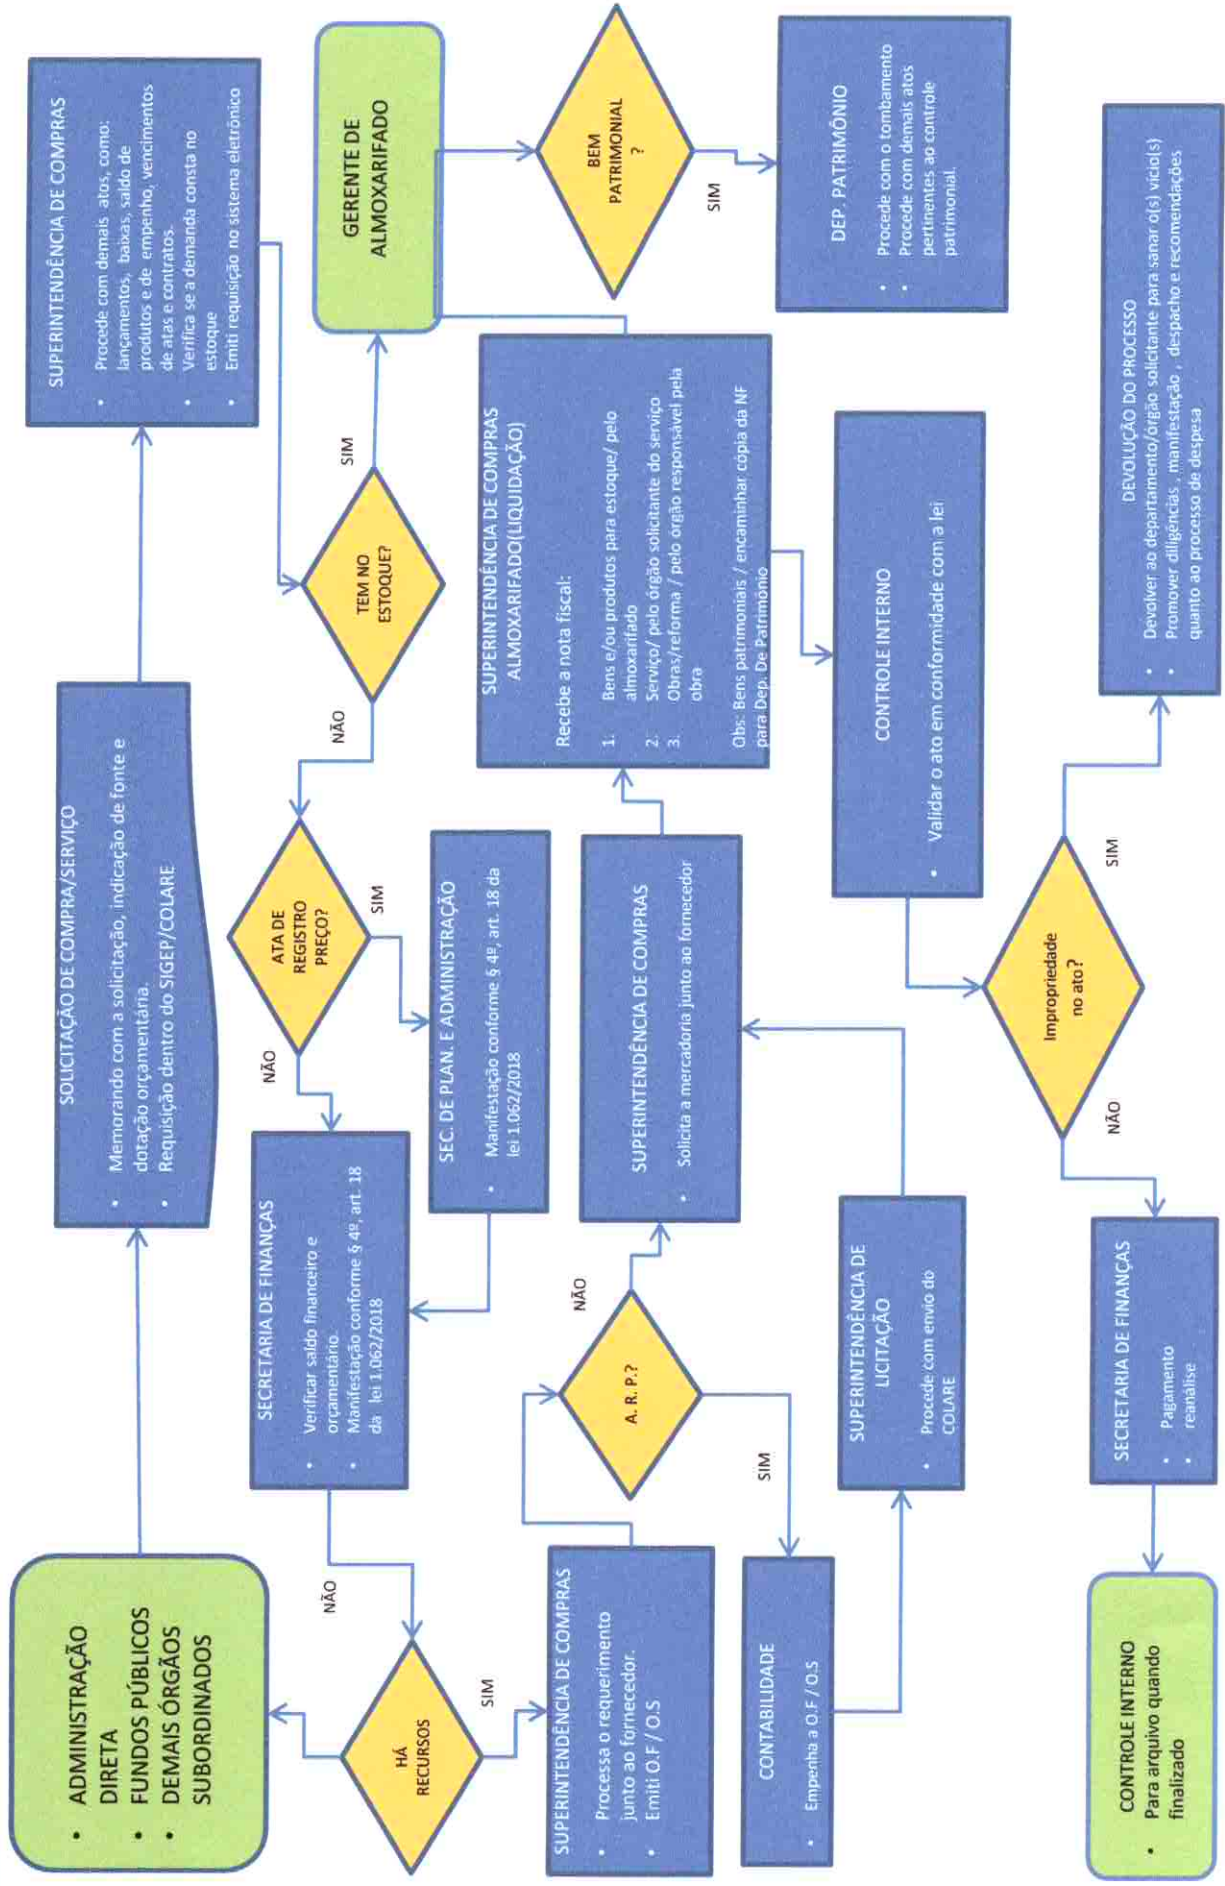 ADMINISTRAÇÃO
DIRETA
FUNDOS PÚBLICOS
DEMAIS ÓRGÃOS
SUBORDINADOS
SOLICITAÇÃO DE COMPRA/SERVIÇO
Memorando com a solicitação, indicação de fonte e
dotação orçamentária.
Requisição dentro do SIGEP/COLARE
SUPERINTENDÊNCIA DE COMPRAS
Procede com demais atos, como:
lançamentos, baixas, saldo de
produtos e de empenho, vencimentos
de atas e contratos.
Verifica se a demanda consta no
estoque
Emiti requisição no sistema eletrônico
TEM NO
ESTOQUE?
SIM
NÃO
GERENTE DE
ALMOXARIFADO
ATA DE
REGISTRO
PREÇO?
SIM
NÃO
SEC. DE PLAN. E ADMINISTRAÇÃO
Manifestação conforme § 4º, art. 18 da
lei 1.062/2018
SECRETARIA DE FINANÇAS
Verificar saldo financeiro e
orçamentário.
Manifestação conforme § 4º, art. 18
da lei 1.062/2018
NÃO
HÁ
RECURSOS
SIM
SUPERINTENDÊNCIA DE COMPRAS
Processa o requerimento
junto ao fornecedor.
Emiti O.F / O.S
A. R. P.?
NÃO
SIM
CONTABILIDADE
Empenha a O.F / O.S
SUPERINTENDÊNCIA DE
LICITAÇÃO
Procede com envio do
COLARE
SUPERINTENDÊNCIA DE COMPRAS
Solicita a mercadoria junto ao fornecedor
SUPERINTENDÊNCIA DE COMPRAS
ALMOXARIFADO(LIQUIDAÇÃO)
Recebe a nota fiscal:
1. Bens e/ou produtos para estoque/ pelo
almoxarifado
2. Serviço/ pelo órgão solicitante do serviço
3. Obras/reforma / pelo órgão responsável pela
obra
Obs: Bens patrimoniais / encaminhar cópia da NF
para Dep. De Patrimônio
BEM
PATRIMONIAL
?
SIM
DEP. PATRIMÔNIO
Procede com o tombamento
Procede com demais atos
pertinentes ao controle
patrimonial.
CONTROLE INTERNO
Validar o ato em conformidade com a lei
Impropriedade
no ato?
SIM
NÃO
DEVOLUÇÃO DO PROCESSO
Devolver ao departamento/órgão solicitante para sanar o(s) vício(s)
Promover diligências , manifestação , despacho e recomendações
quanto ao processo de despesa
SECRETARIA DE FINANÇAS
Pagamento
reanálise
CONTROLE INTERNO
Para arquivo quando
finalizado